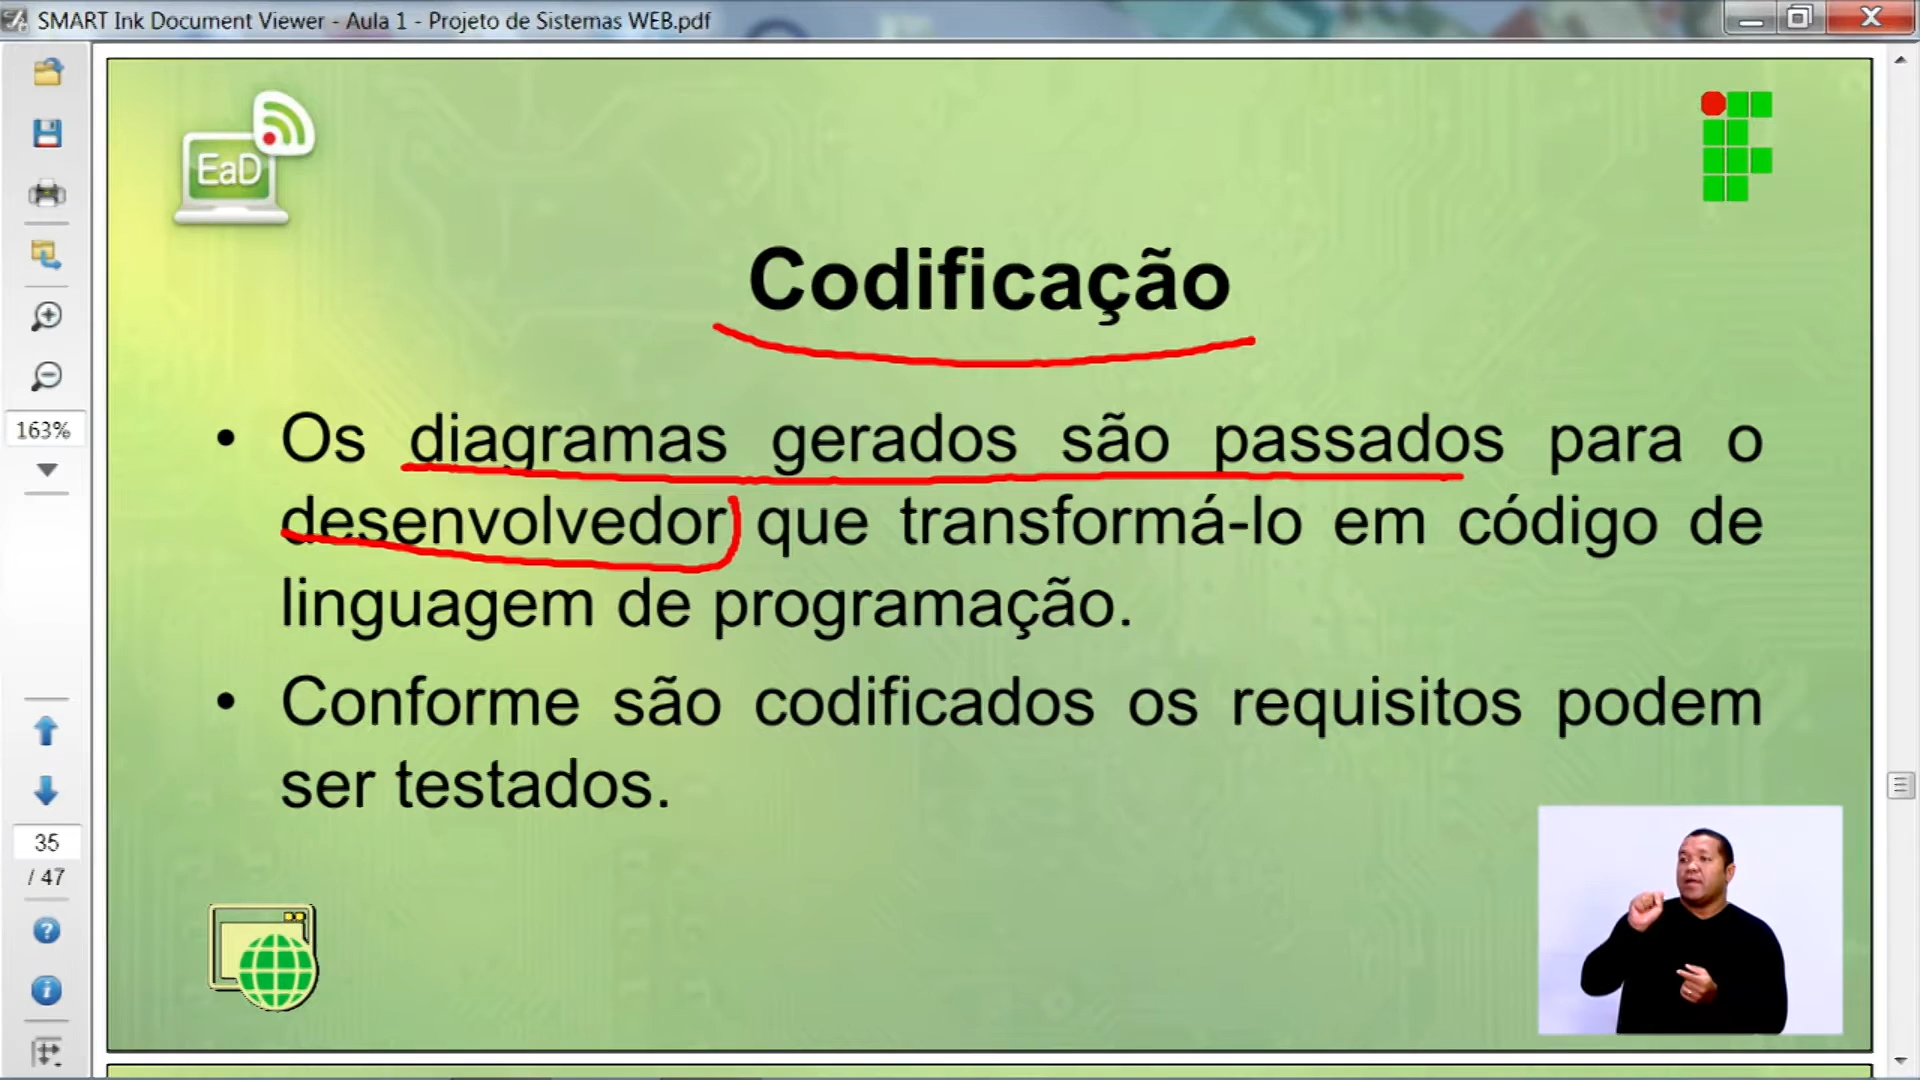 SMART Ink Document Viewer - Aula 1 - Projeto de Sistemas WEB.pdf
EaD
Codificação
163%
• Os diagramas gerados são passados para o
desenvolvedor que transformá-lo em código de
linguagem de programação.
• Conforme são codificados os requisitos podem
ser testados.
35
/ 47